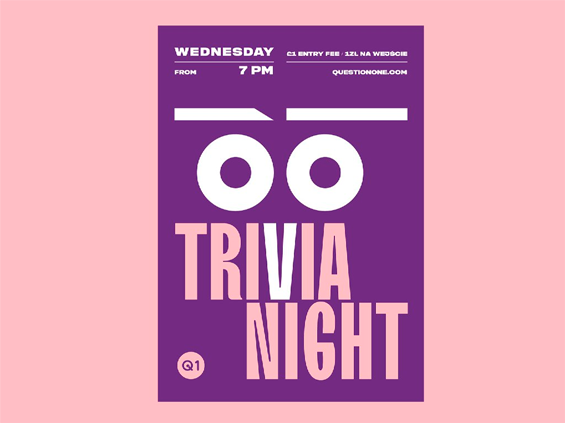 WEDNESDAY
FROM 7 PM
€1 ENTRY FEE · 1ZŁ NA WEJŚCIE
QUESTIONONE.COM
TRIVIA
NIGHT
Q1